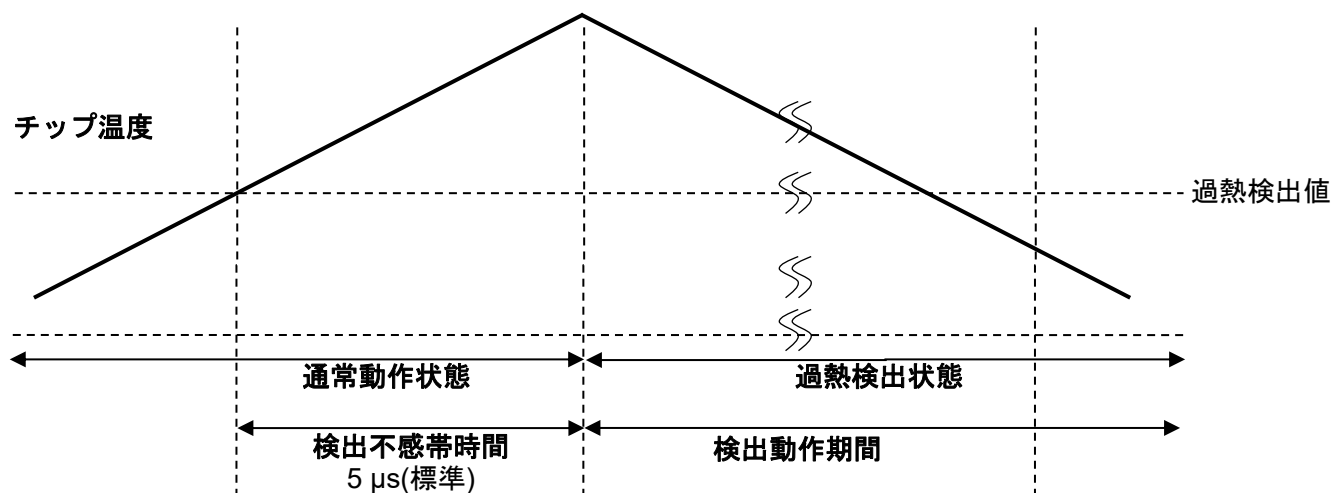 チップ温度
過熱検出値
通常動作状態
過熱検出状態
検出不感帯時間
5 μs(標準)
検出動作期間